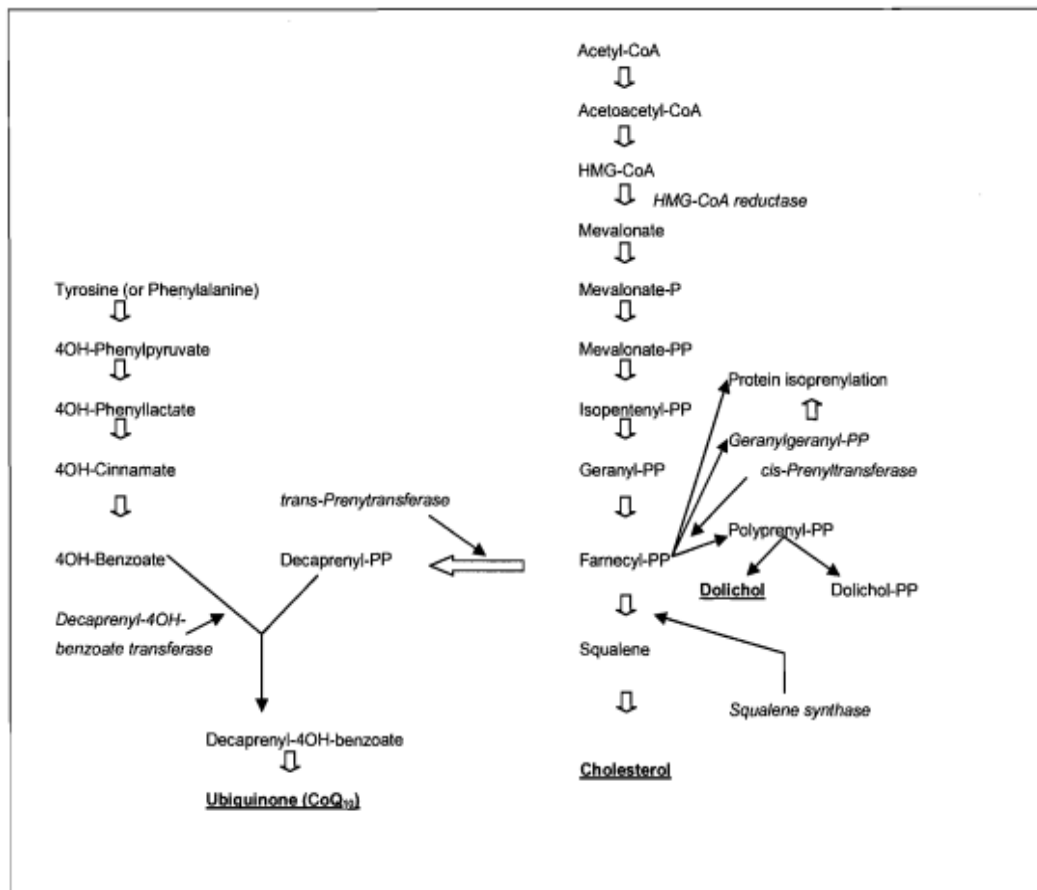 Acetyl-CoA
Acetoacetyl-CoA
HMG-CoA
HMG-CoA reductase
Mevalonate
Tyrosine (or Phenylalanine)
Mevalonate-P
4OH-Phenylpyruvate
Mevalonate-PP
Protein isoprenylation
4OH-Phenyllactate
Isopentenyl-PP
Geranylgeranyl-PP
4OH-Cinnamate
Geranyl-PP
cis-Prenyltransferase
trans-Prenytransferase
Polyprenyl-PP
4OH-Benzoate
Decaprenyl-PP
Farnecyl-PP
Dolichol
Dolichol-PP
Decaprenyl-4OH-
benzoate transferase
Squalene
Squalene synthase
Decaprenyl-4OH-benzoate
Cholesterol
Ubiquinone (CoQ₁₀)